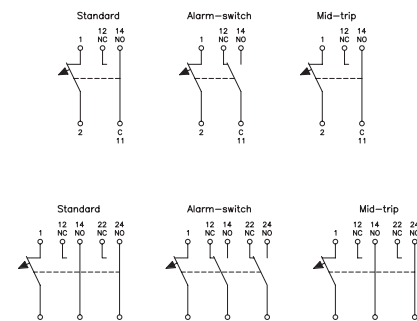 Standard Alarm-switch Mid-trip
1 12 14 1 12 14 1 12 14
NC NO NC NO NC NO
2 C 2 C 2 C
11 11 11
Standard Alarm-switch Mid-trip
12 14 22 24 12 14 22 24 12 14 22 24
1 NC NO NC NO 1 NC NO NC NO 1 NC NO NC NO